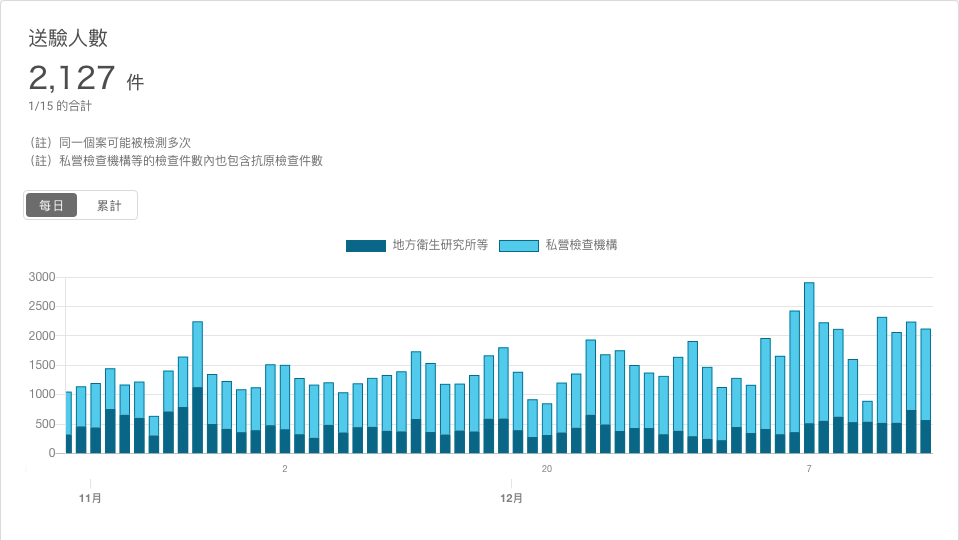 送驗人數
2,127 件
1/15 的合計
（註）同一個案可能被檢測多次
（註）私營檢查機構等的檢查件數內也包含抗原檢查件數
每日 累計
地方衛生研究所等 私營檢查機構
3000
2500
2000
1500
1000
500
0
2 20 7
11月 12月